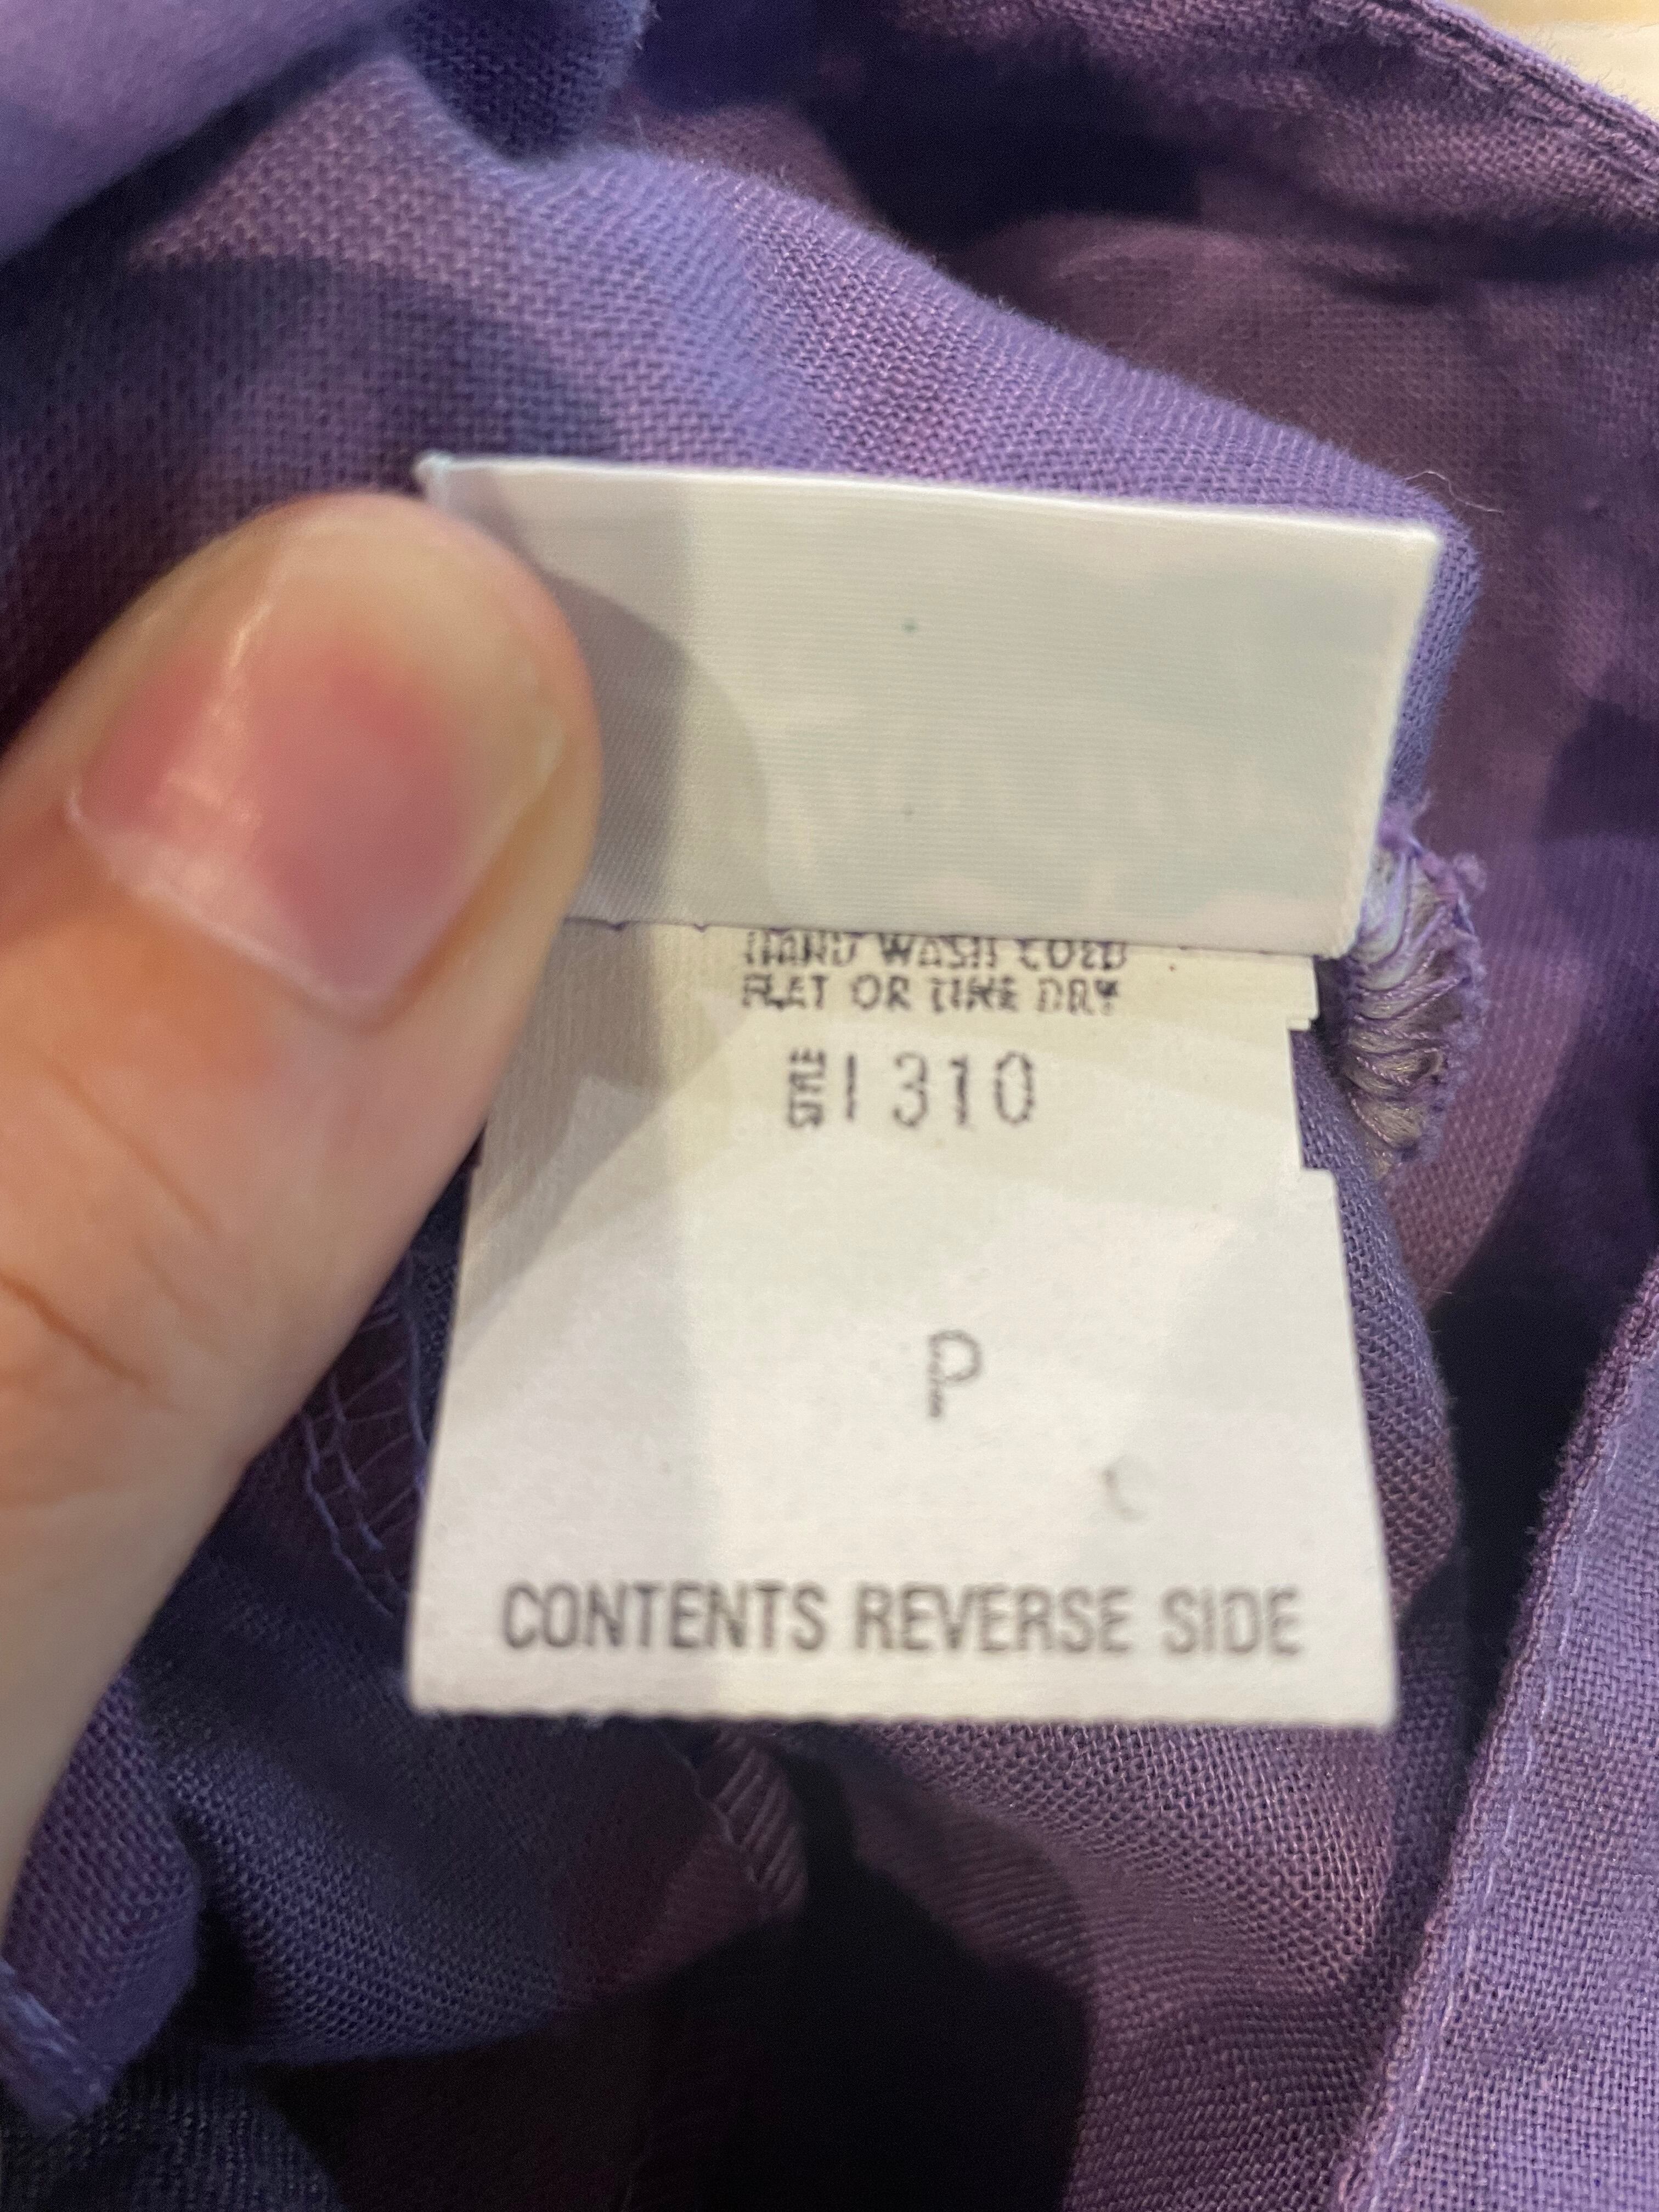 HAND WASH COLD
FLAT OR LINE DRY
STYLE 1310
P
CONTENTS REVERSE SIDE